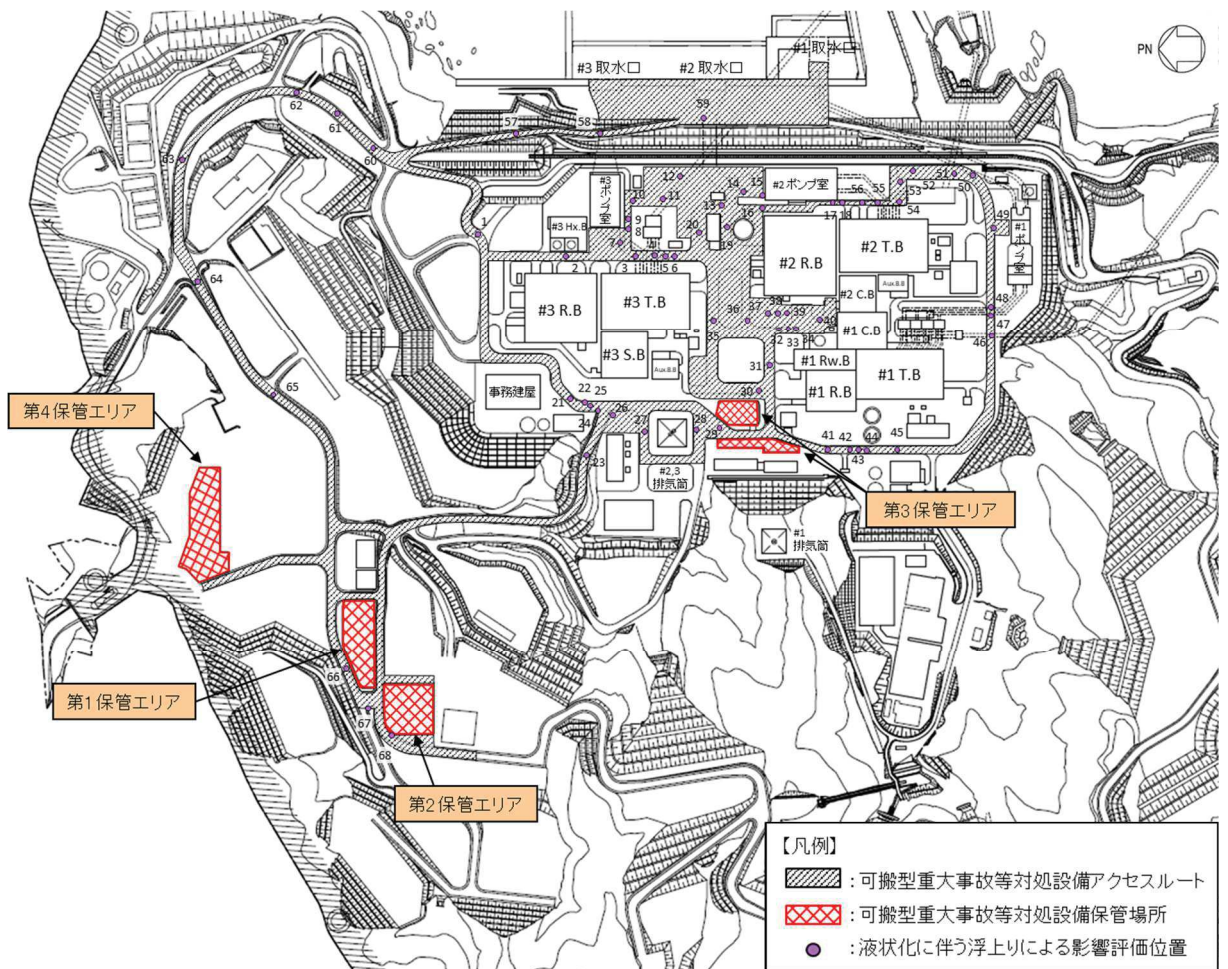 #1 取水口
#3 取水口
#2 取水口
PN
62
61
63
60
57
58
59
12
11
10
9
8
7
#3 ポンプ室
#3 Hx.B
1
2
3
4
5
6
14
15
13
16
20
19
#2 ポンプ室
17
18
56
55
53
52
54
51
50
49
#1 ポンプ室
48
47
46
64
65
#3 R.B
#3 T.B
#3 S.B
Aux.B.B
#2 R.B
#2 T.B
#2 C.B
Aux.B.B
#1 C.B
#1 Rw.B
#1 R.B
#1 T.B
35
36
37
38
39
40
32
33
34
31
30
事務建屋
21
22
25
24
26
23
27
28
29
#2,3
排気筒
41
42
43
44
45
#1
排気筒
第4保管エリア
第3保管エリア
第1保管エリア
66
67
68
第2保管エリア
【凡例】
:可搬型重大事故等対処設備アクセスルート
:可搬型重大事故等対処設備保管場所
:液状化に伴う浮上りによる影響評価位置